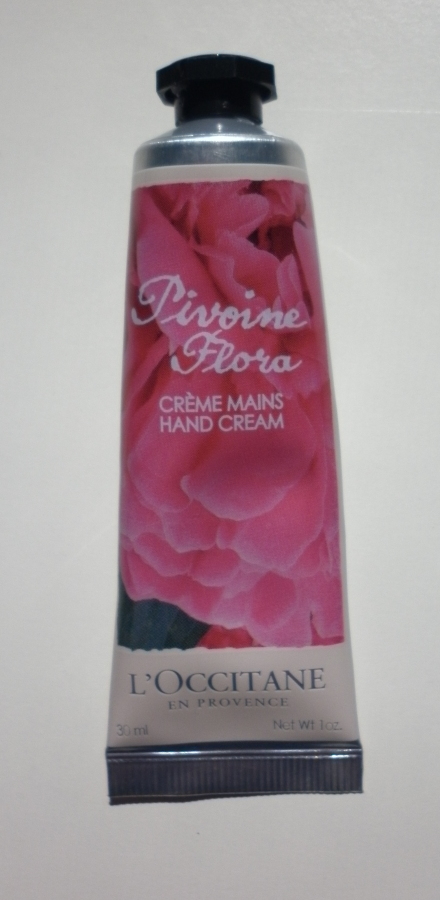 Pivoine
Flora
CRÈME MAINS
HAND CREAM
L'OCCITANE
EN PROVENCE
30 ml Net Wt 1oz.